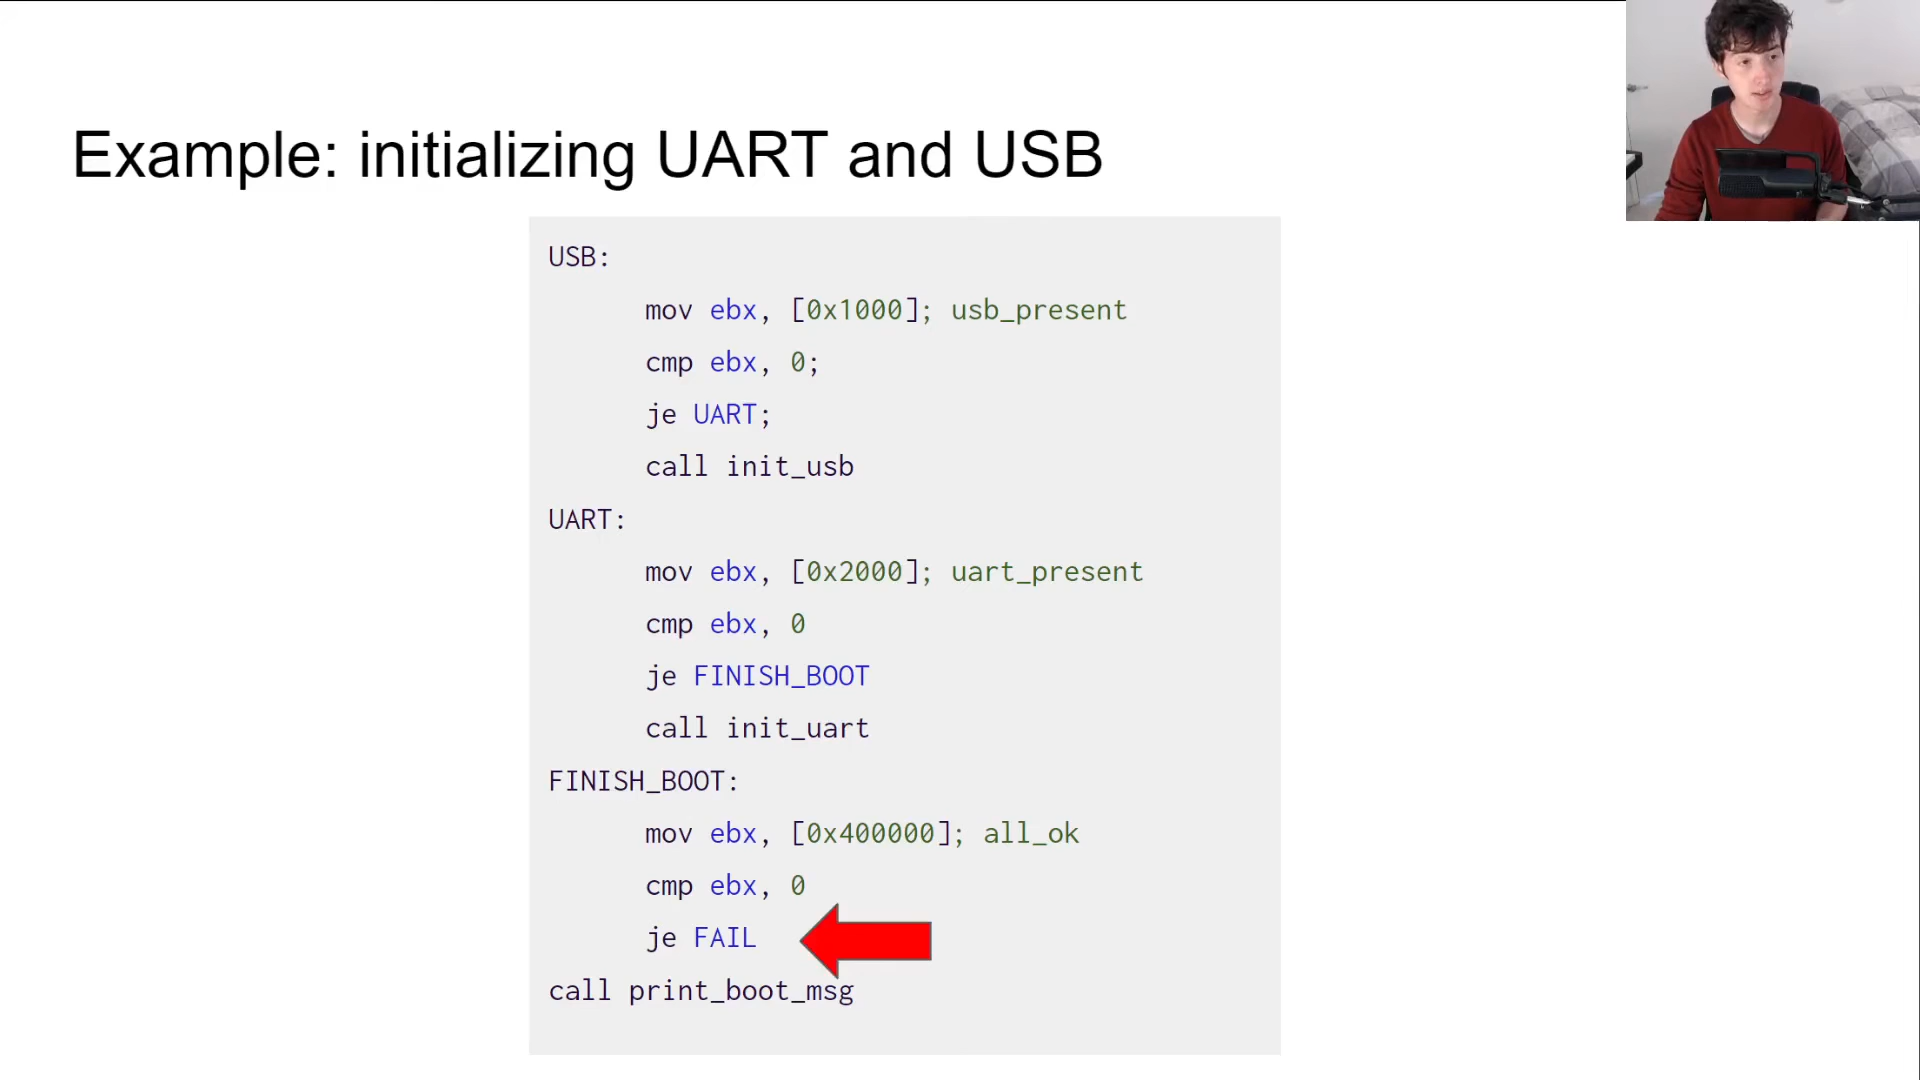 Example: initializing UART and USB
USB:
mov ebx, [0x1000]; usb_present
cmp ebx, 0;
je UART;
call init_usb
UART:
mov ebx, [0x2000]; uart_present
cmp ebx, 0
je FINISH_BOOT
call init_uart
FINISH_BOOT:
mov ebx, [0x400000]; all_ok
cmp ebx, 0
je FAIL
call print_boot_msg